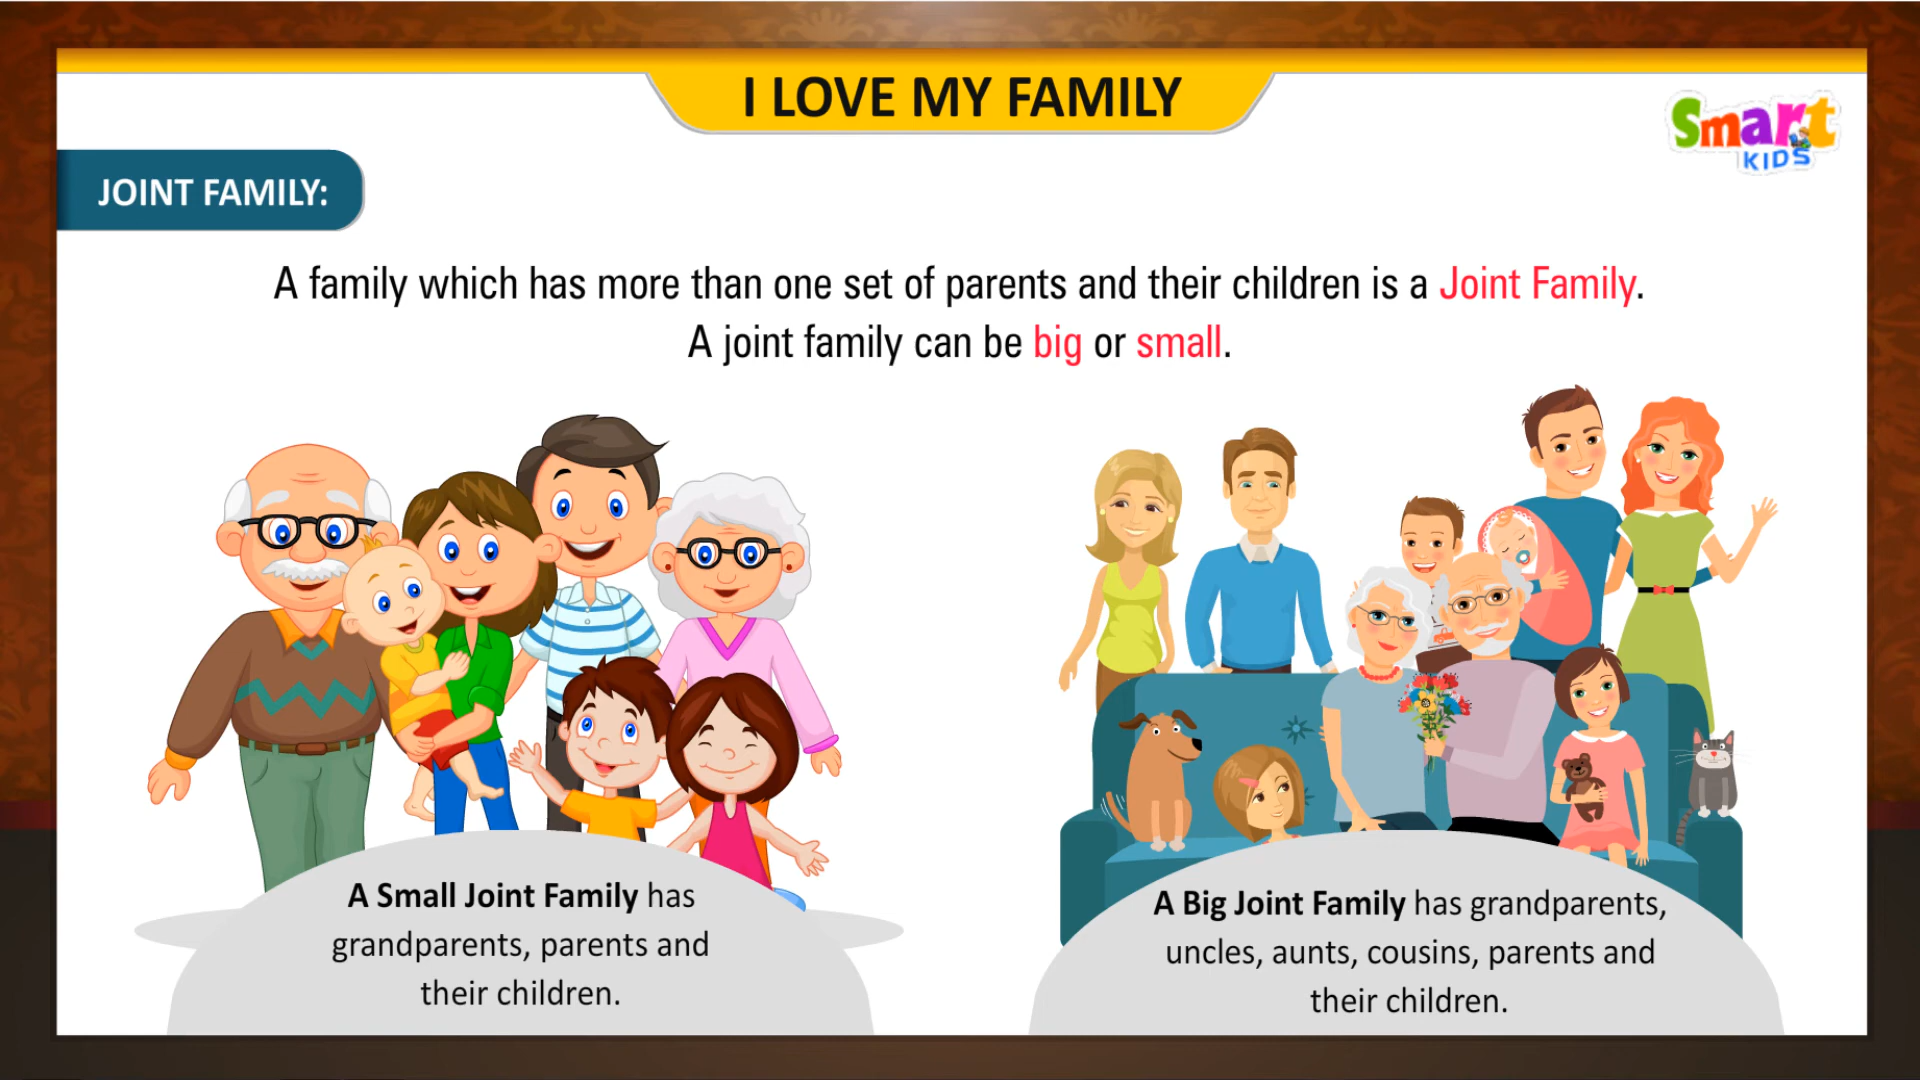 I LOVE MY FAMILY
Smart
KIDS
JOINT FAMILY:
A family which has more than one set of parents and their children is a Joint Family.
A joint family can be big or small.
A Small Joint Family has
grandparents, parents and
their children.
A Big Joint Family has grandparents,
uncles, aunts, cousins, parents and
their children.